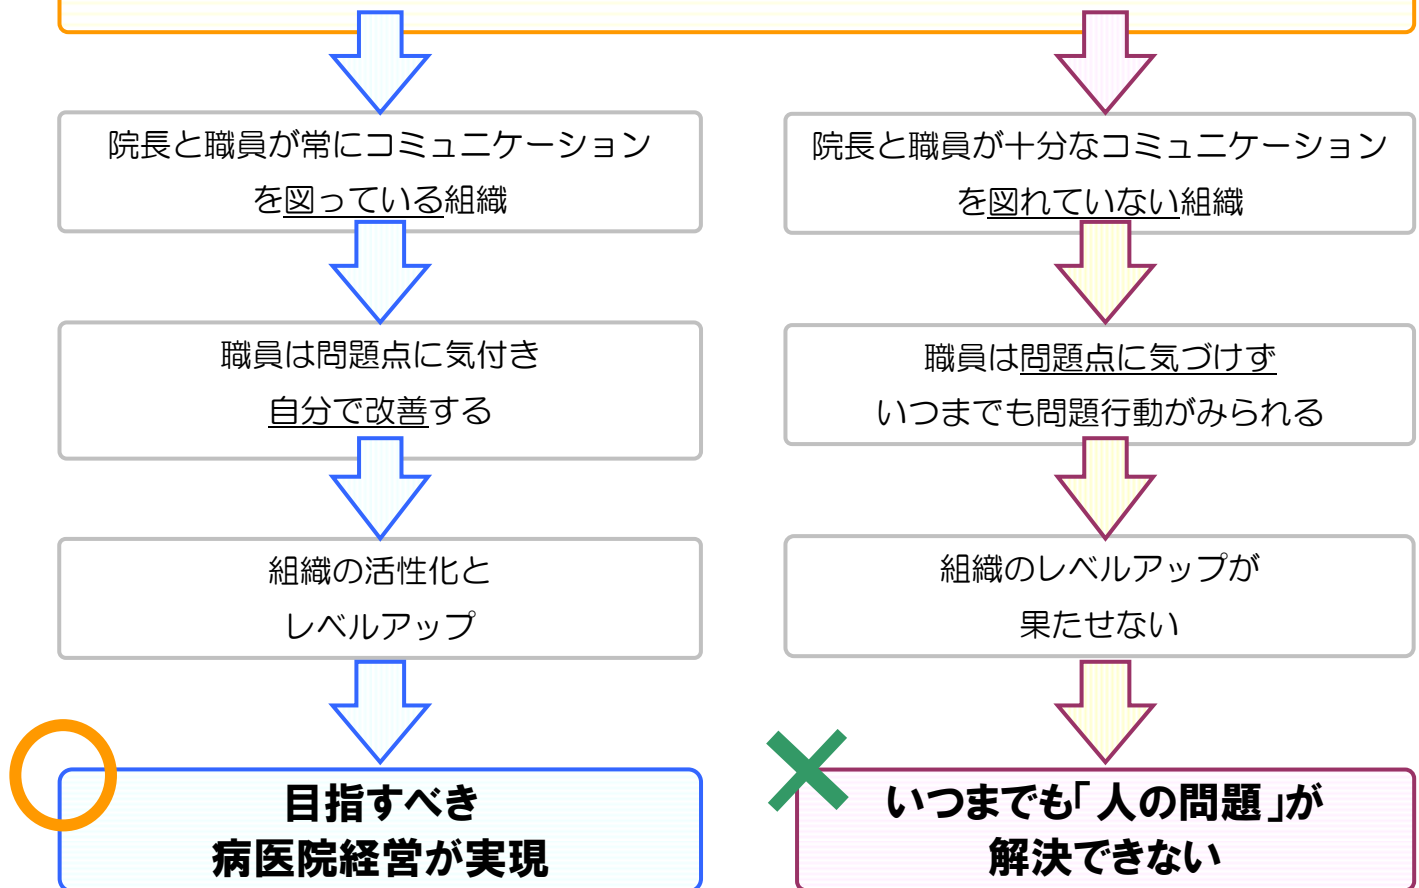 院長と職員が常にコミュニケーション
を図っている組織
職員は問題点に気付き
自分で改善する
組織の活性化と
レベルアップ
目指すべき
病医院経営が実現
院長と職員が十分なコミュニケーション
を図れていない組織
職員は問題点に気づけず
いつまでも問題行動がみられる
組織のレベルアップが
果たせない
いつまでも「人の問題」が
解決できない